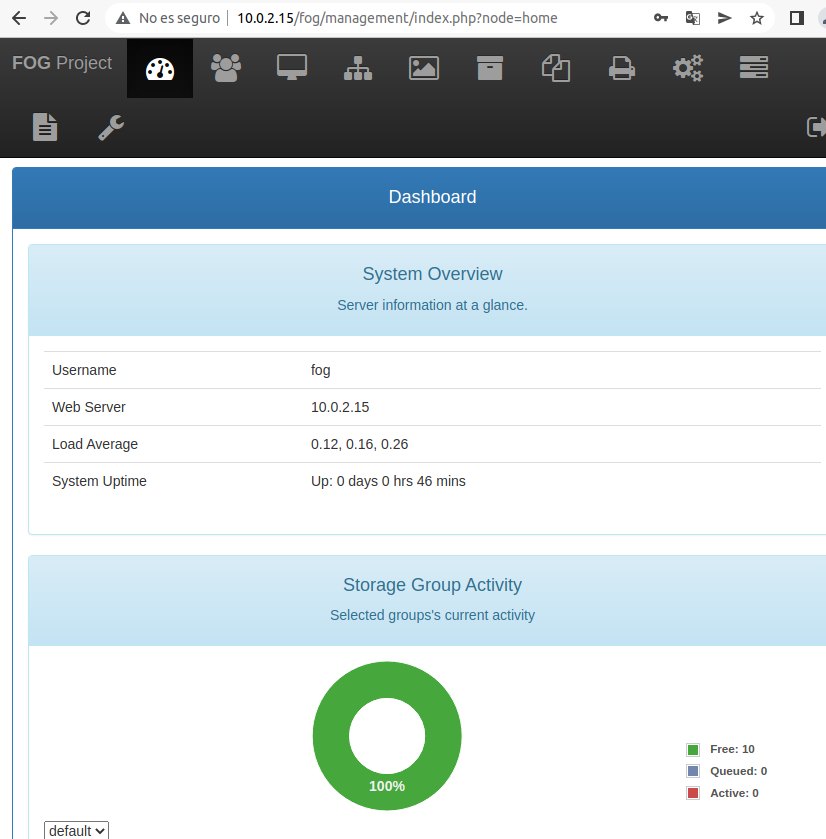 No es seguro 10.0.2.15/fog/management/index.php?node=home
FOG Project
Dashboard
System Overview
Server information at a glance.
Username fog
Web Server 10.0.2.15
Load Average 0.12, 0.16, 0.26
System Uptime Up: 0 days 0 hrs 46 mins
Storage Group Activity
Selected groups's current activity
100%
Free: 10
Queued: 0
Active: 0
default